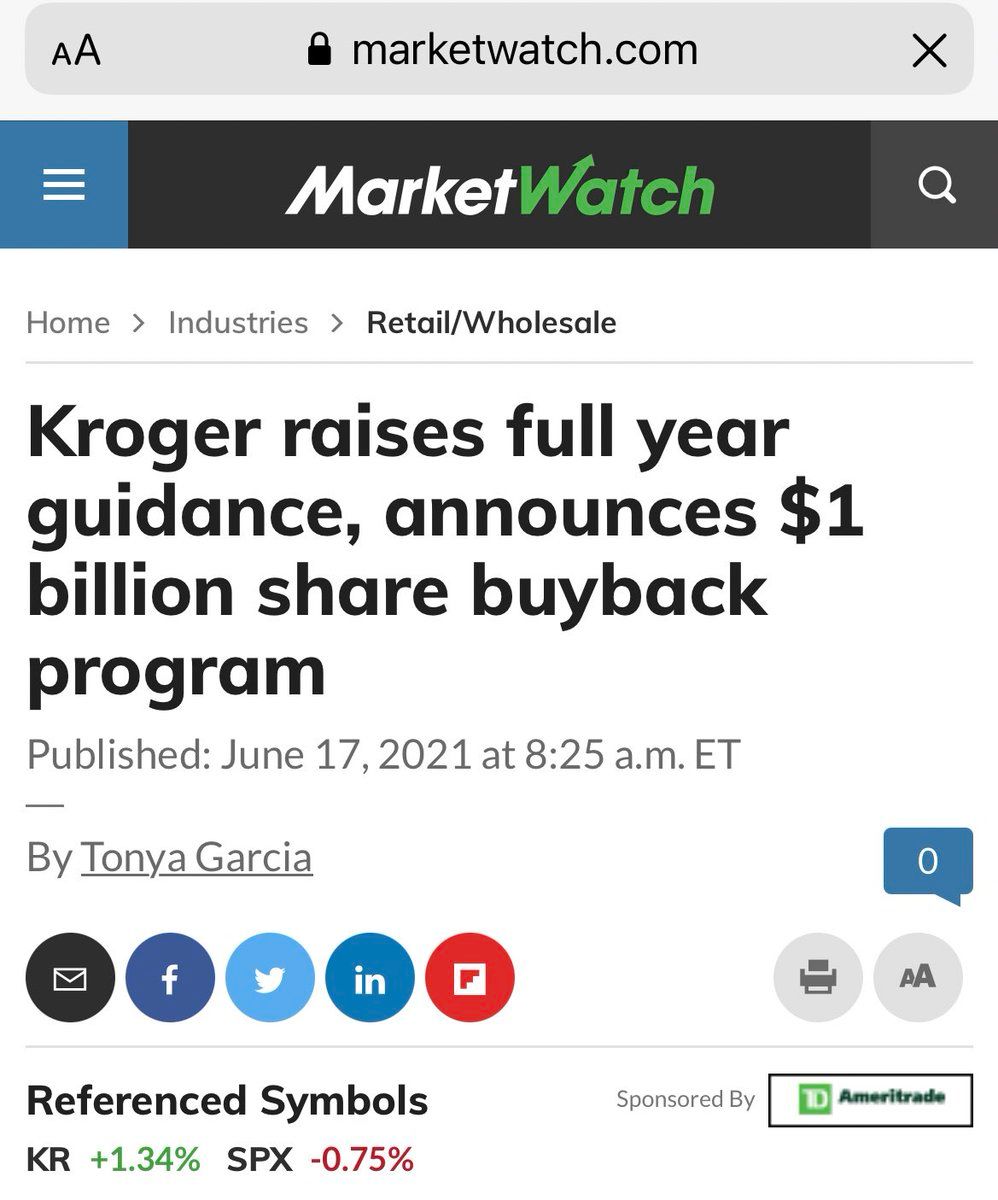 AA marketwatch.com
MarketWatch
Home > Industries > Retail/Wholesale
Kroger raises full year
guidance, announces $1
billion share buyback
program
Published: June 17, 2021 at 8:25 a.m. ET
By Tonya Garcia
0
f in
AA
Referenced Symbols
Sponsored By TD Ameritrade
KR +1.34% SPX -0.75%